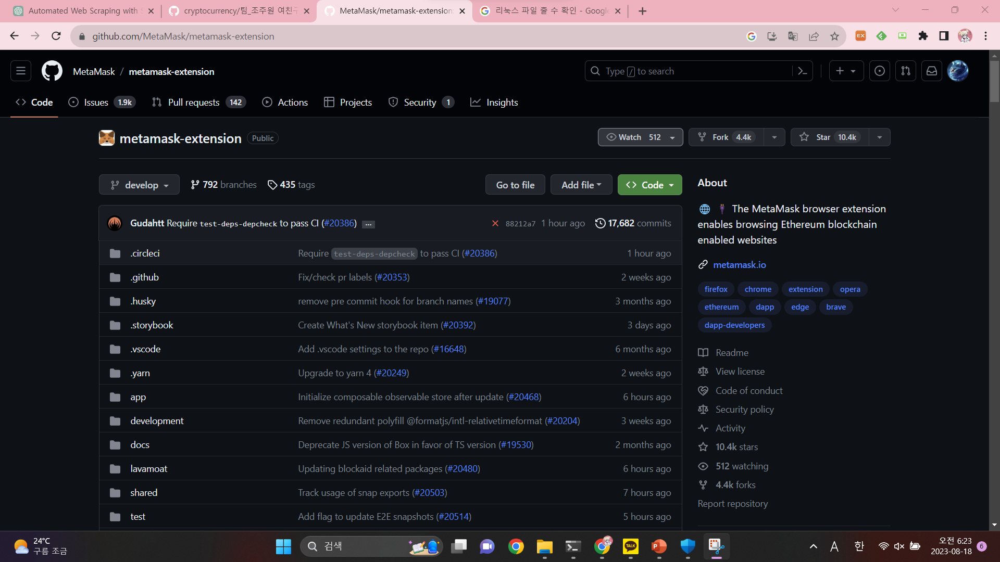 Automated Web Scraping with
cryptocurrency/팀_조주원 여친구
MetaMask/metamask-extension:
리눅스 파일 줄 수 확인 - Google
github.com/MetaMask/metamask-extension
EX
MetaMask / metamask-extension
Type / to search
Code
Issues 1.9k
Pull requests 142
Actions
Projects
Security 1
Insights
metamask-extension Public
Watch 512
Fork 4.4k
Star 10.4k
develop
792 branches
435 tags
Go to file
Add file
Code
Gudahtt Require test-deps-depcheck to pass CI (#20386) ...
88212a7 1 hour ago
17,682 commits
.circleci Require test-deps-depcheck to pass CI (#20386) 1 hour ago
.github Fix/check pr labels (#20353) 2 weeks ago
.husky remove pre commit hook for branch names (#19077) 3 months ago
.storybook Create What's New storybook item (#20392) 3 days ago
.vscode Add .vscode settings to the repo (#16648) 6 months ago
.yarn Upgrade to yarn 4 (#20249) 2 weeks ago
app Initialize composable observable store after update (#20468) 6 hours ago
development Remove redundant polyfill @formatjs/intl-relativetimeformat (#20204) 3 weeks ago
docs Deprecate JS version of Box in favor of TS version (#19530) 2 months ago
lavamoat Updating blockaid related packages (#20480) 6 hours ago
shared Track usage of snap exports (#20503) 7 hours ago
test Add flag to update E2E snapshots (#20514) 5 hours ago
About
The MetaMask browser extension
enables browsing Ethereum blockchain
enabled websites
metamask.io
firefox chrome extension opera
ethereum dapp edge brave
dapp-developers
Readme
View license
Code of conduct
Security policy
Activity
10.4k stars
512 watching
4.4k forks
Report repository
24°C
구름 조금
검색
TALK
A
한
오전 6:23
2023-08-18
6